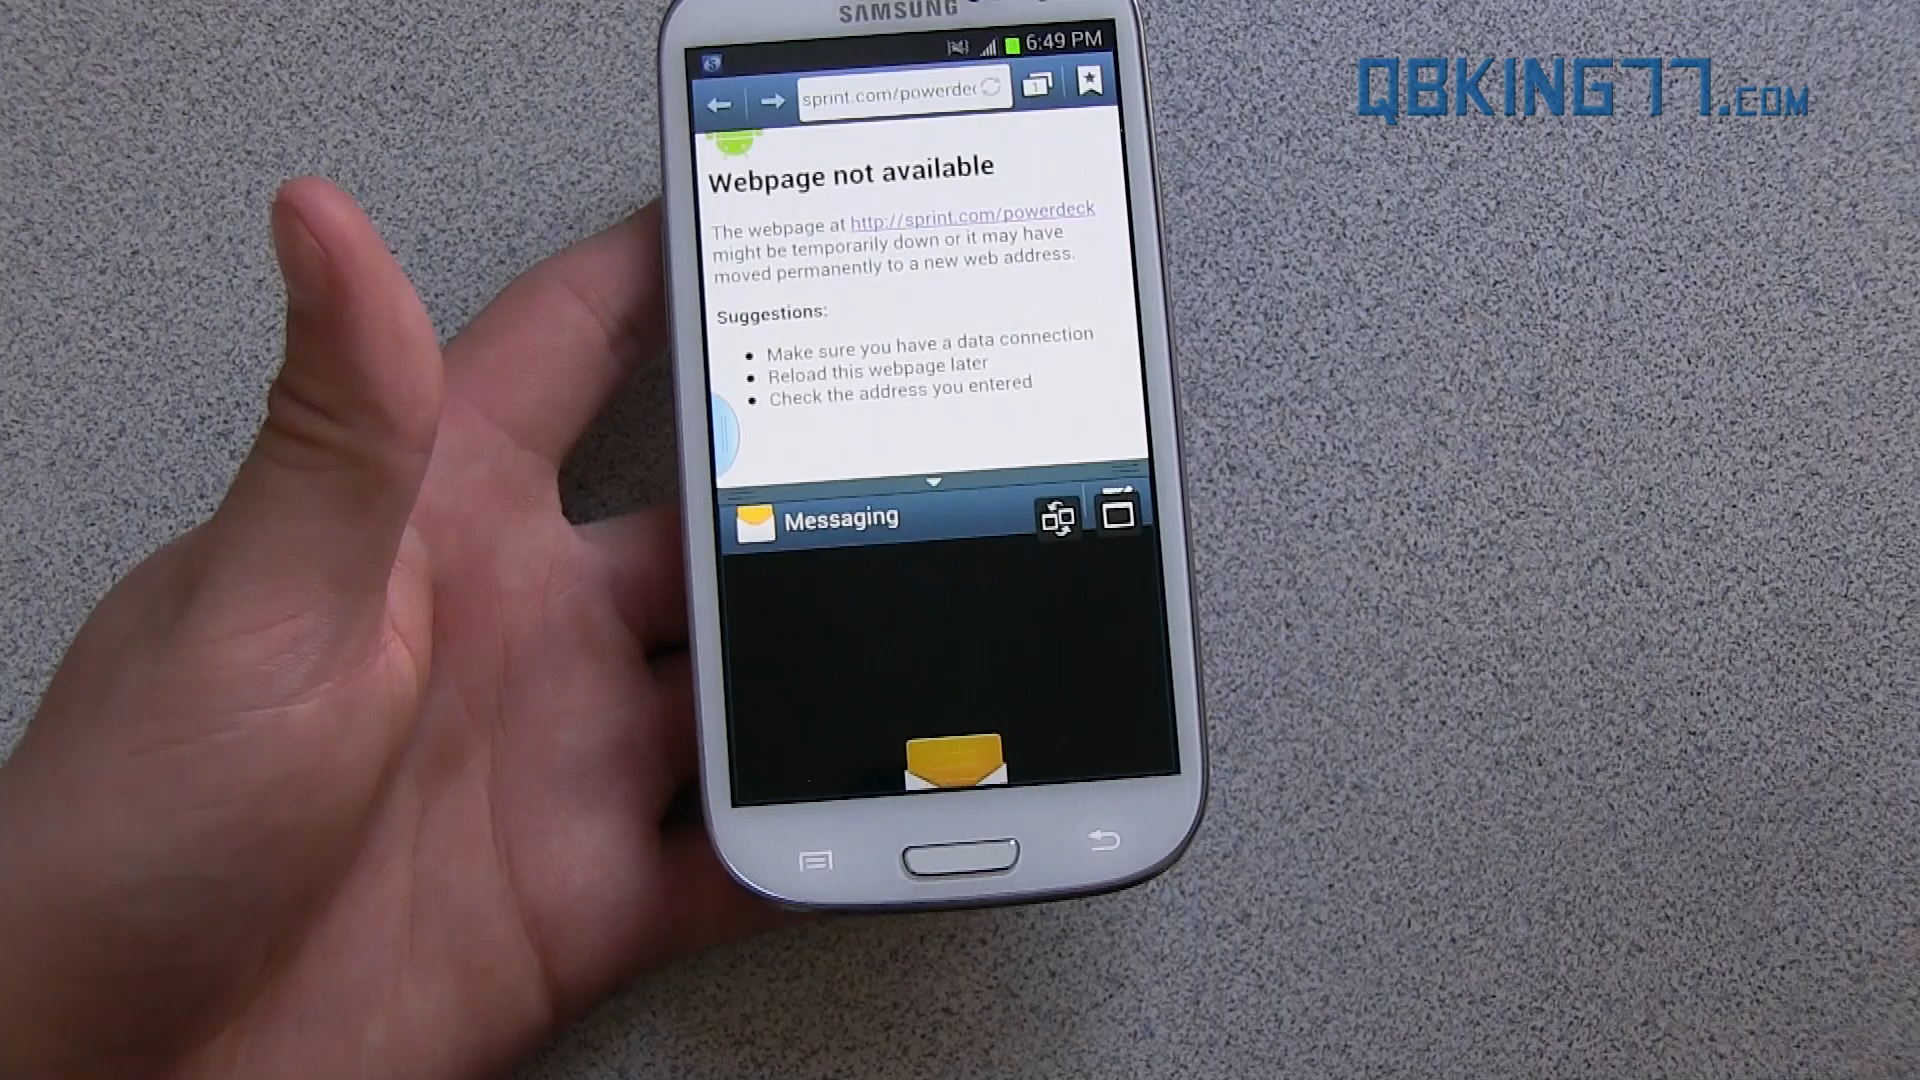 SAMSUNG
QBKING77.COM
6:49 PM
sprint.com/powerdec
1
Webpage not available
The webpage at http://sprint.com/powerdeck
might be temporarily down or it may have
moved permanently to a new web address.
Suggestions:
Make sure you have a data connection
Reload this webpage later
Check the address you entered
Messaging